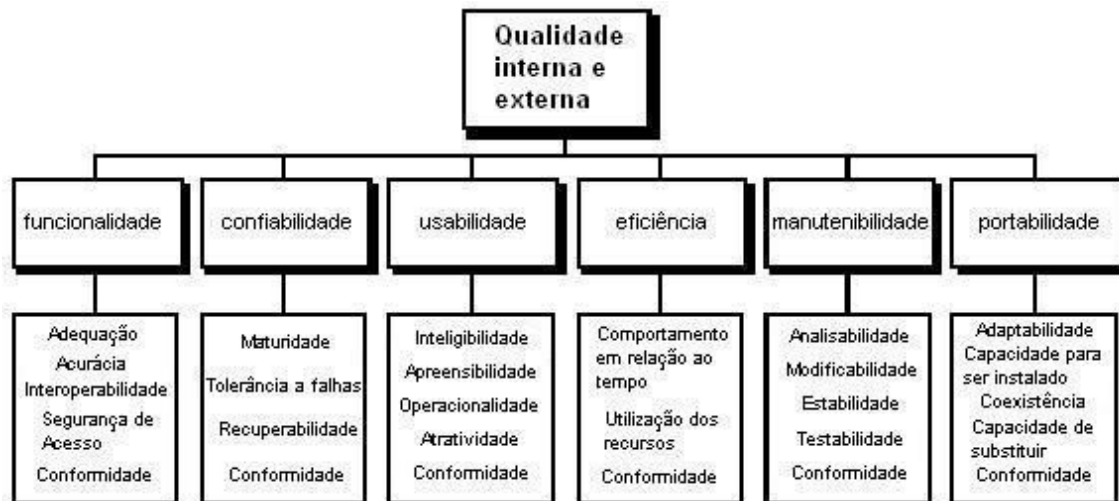 Qualidade
interna e
externa
funcionalidade
confiabilidade
usabilidade
eficiência
manutenibilidade
portabilidade
Adequação
Acurácia
Interoperabilidade
Segurança de
Acesso
Conformidade
Maturidade
Tolerância a falhas
Recuperabilidade
Conformidade
Inteligibilidade
Apreensibilidade
Operacionalidade
Atratividade
Conformidade
Comportamento
em relação ao
tempo
Utilização dos
recursos
Conformidade
Analisabilidade
Modificabilidade
Estabilidade
Testabilidade
Conformidade
Adaptabilidade
Capacidade para
ser instalado
Coexistência
Capacidade de
substituir
Conformidade